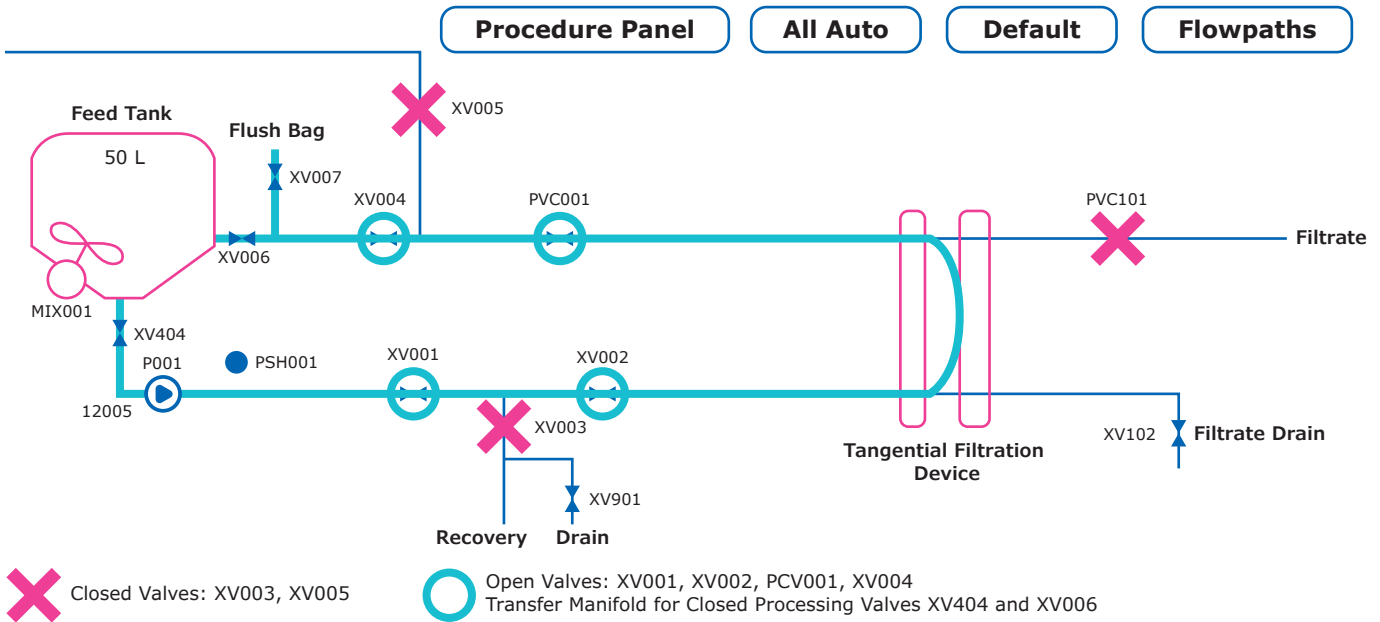 Procedure Panel
All Auto
Default
Flowpaths
XV005
Feed Tank
50 L
Flush Bag
XV007
XV004
PVC001
PVC101
Filtrate
XV006
MIX001
XV404
P001
PSH001
XV001
XV002
12005
XV003
XV102
Filtrate Drain
Tangential Filtration
Device
XV901
Recovery
Drain
Closed Valves: XV003, XV005
Open Valves: XV001, XV002, PCV001, XV004
Transfer Manifold for Closed Processing Valves XV404 and XV006